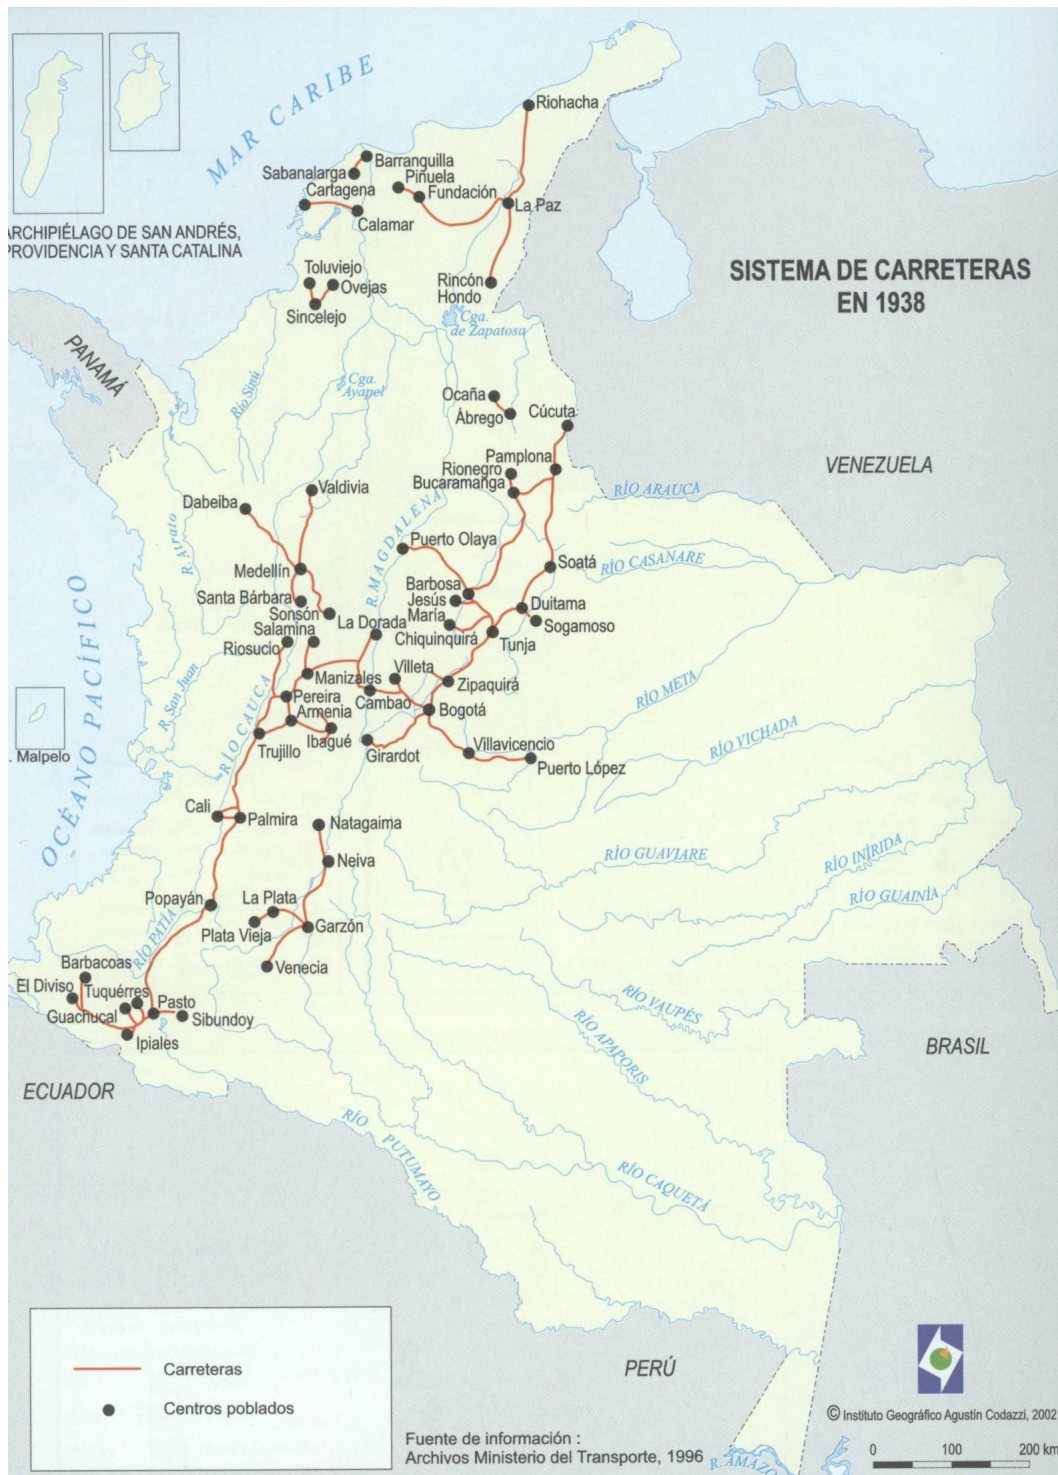 MAR CARIBE
Riohacha
Barranquilla
Sabanalarga
Piñuela
Cartagena
Fundación
La Paz
Calamar
ARCHIPIÉLAGO DE SAN ANDRÉS,
PROVIDENCIA Y SANTA CATALINA
SISTEMA DE CARRETERAS
EN 1938
Toluviejo
Ovejas
Sincelejo
Rincón
Hondo
Cga.
de Zapatosa
PANAMÁ
Río Sinú
Cga.
Ayapel
Ocaña
Ábrego
Cúcuta
VENEZUELA
Pamplona
Rionegro
Bucaramanga
RÍO ARAUCA
Valdivia
Dabeiba
R. Atrato
R. MAGDALENA
Puerto Olaya
Soatá
RÍO CASANARE
Medellín
Santa Bárbara
Sonsón
Barbosa
Jesús
María
Duitama
Sogamoso
Chiquinquirá
Tunja
La Dorada
Salamina
Riosucio
OCÉANO PACÍFICO
R. San Juan
RÍO CAUCA
Manizales
Villeta
Zipaquirá
RÍO META
Pereira
Cambao
Armenia
Bogotá
Ibagué
Trujillo
Girardot
Villavicencio
Puerto López
RÍO VICHADA
. Malpelo
Cali
Palmira
Natagaima
Neiva
RÍO GUAVIARE
RÍO INÍRIDA
RÍO GUAINÍA
Popayán
La Plata
Plata Vieja
Garzón
Venecia
RÍO PATÍA
Barbacoas
El Diviso
Tuquérres
Guachucal
Pasto
Sibundoy
Ipiales
RÍO VAUPÉS
RÍO APAPORIS
BRASIL
ECUADOR
RÍO PUTUMAYO
RÍO CAQUETÁ
PERÚ
Carreteras
Centros poblados
Fuente de información :
Archivos Ministerio del Transporte, 1996
© Instituto Geográfico Agustín Codazzi, 2002
0 100 200 km
R. AMAZO